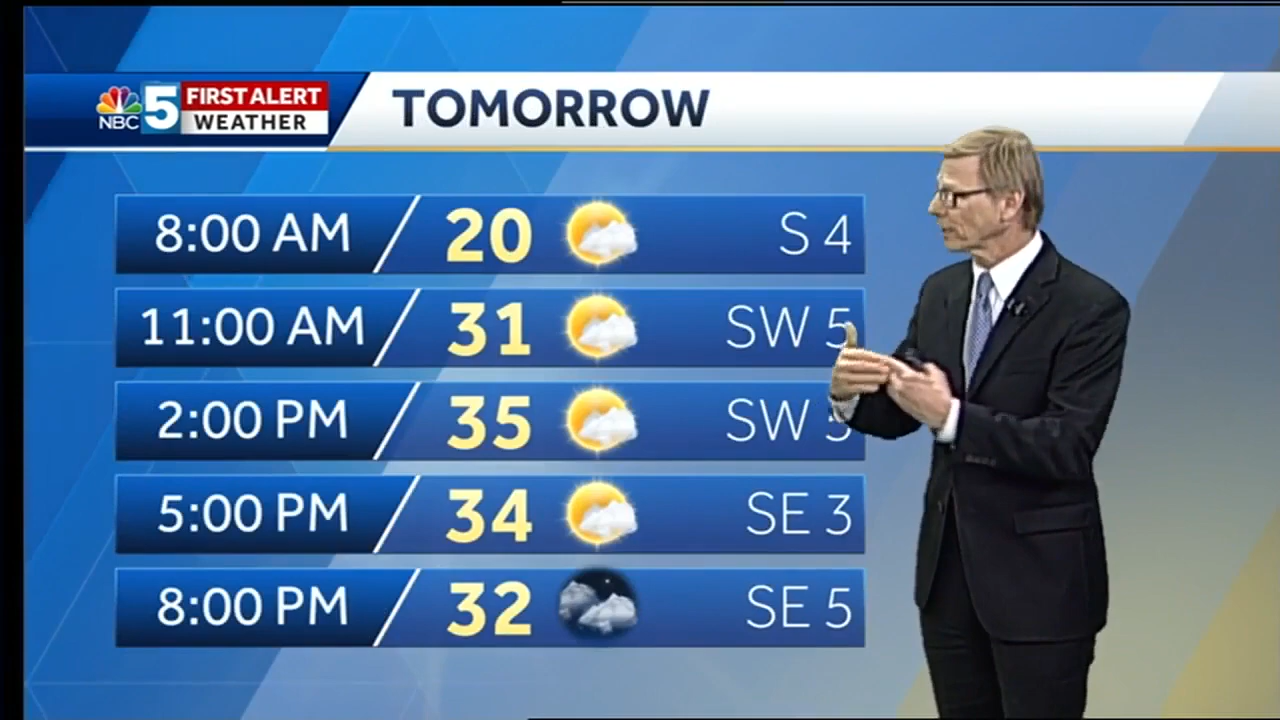 NBC 5 FIRST ALERT WEATHER
TOMORROW
8:00 AM 20 S 4
11:00 AM 31 SW 5
2:00 PM 35 SW 5
5:00 PM 34 SE 3
8:00 PM 32 SE 5